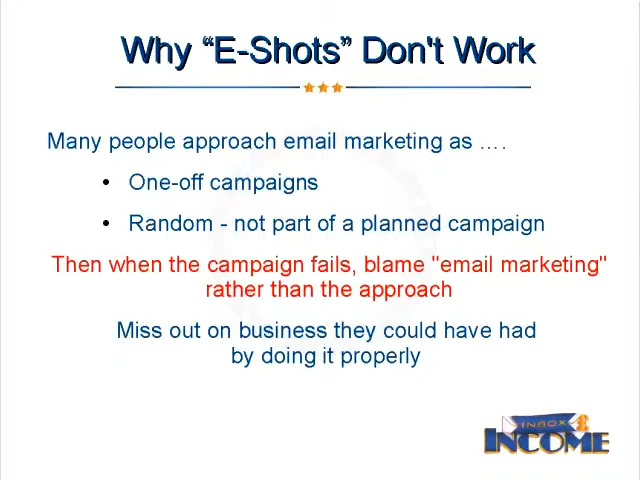 Why “E-Shots” Don't Work
Many people approach email marketing as ….
• One-off campaigns
• Random - not part of a planned campaign
Then when the campaign fails, blame "email marketing"
rather than the approach
Miss out on business they could have had
by doing it properly
INBOX £
INCOME